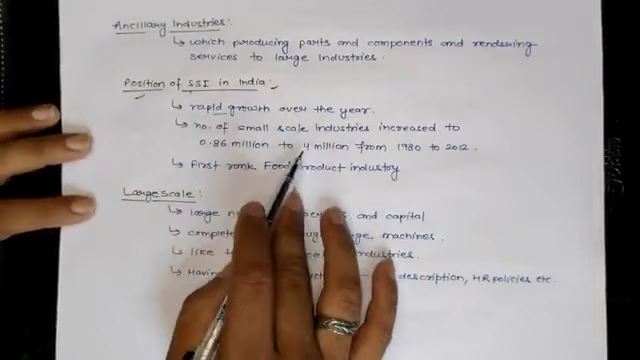 Ancillary Industries:
↳ which producing parts and components and rendering
services to large Industries.
Position of SSI in India:
↳ rapid growth over the year.
↳ no. of small scale Industries increased to
0.86 million to 4 million from 1980 to 2012.
↳ First rank Food Product industry
Large scale:
↳ large and capital
↳ machines.
↳ like industries.
↳ description, HR policies etc.